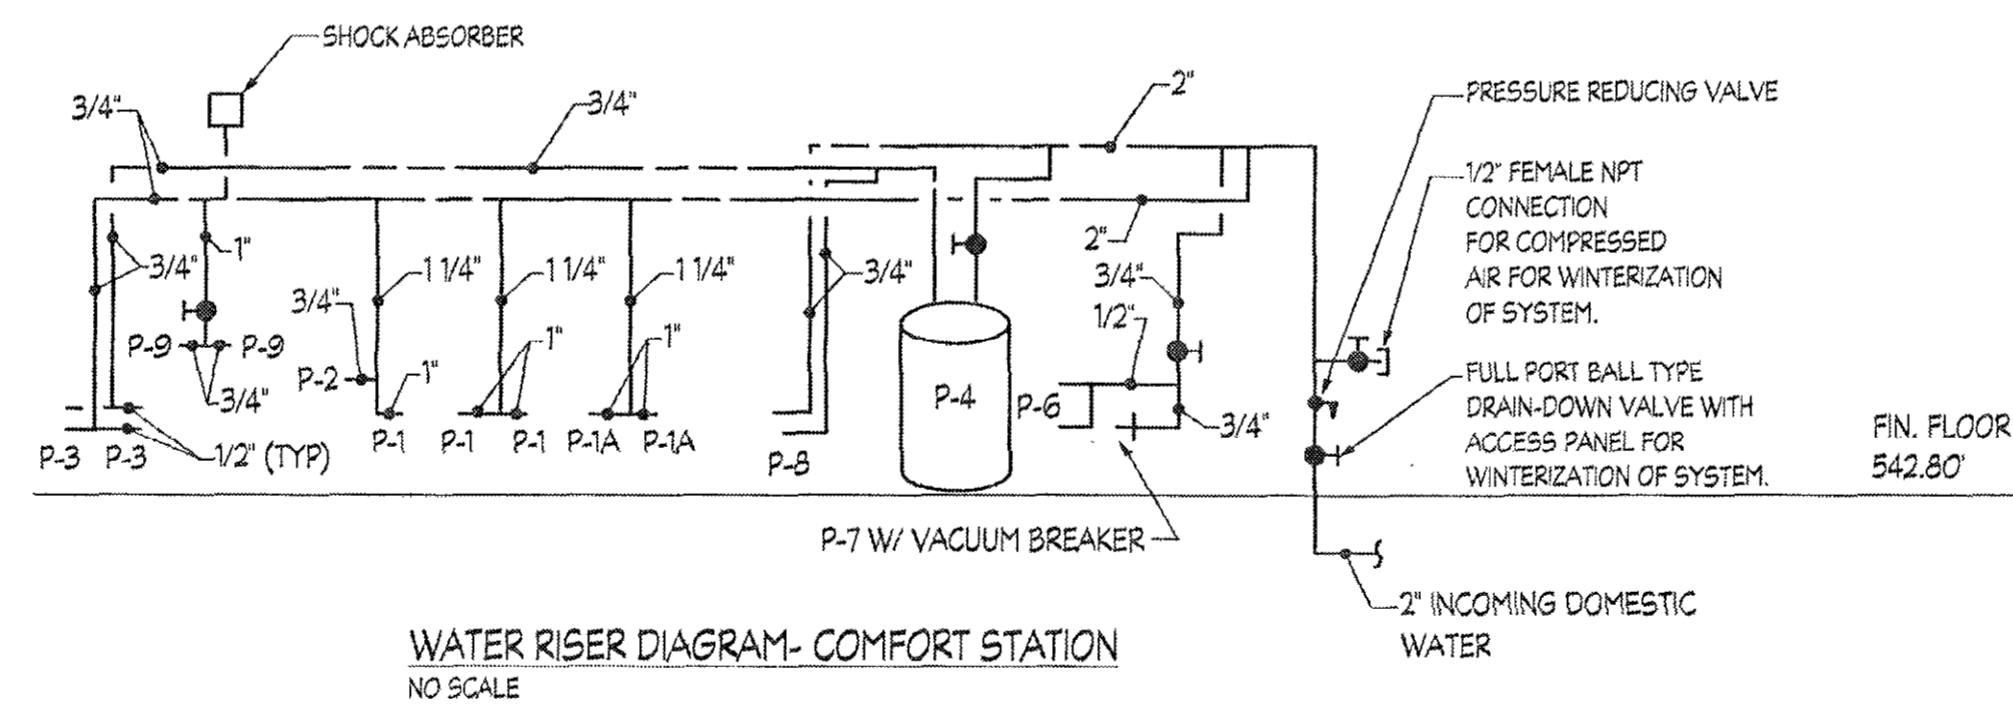 SHOCK ABSORBER
3/4"
3/4"
2"
PRESSURE REDUCING VALVE
1/2" FEMALE NPT
CONNECTION
FOR COMPRESSED
AIR FOR WINTERIZATION
OF SYSTEM.
1"
3/4"
3/4"
1 1/4"
1 1/4"
1 1/4"
3/4"
2"
3/4"
1/2"
P-9
P-9
3/4"
P-2
1"
1"
1"
P-4
P-6
3/4"
FULL PORT BALL TYPE
DRAIN-DOWN VALVE WITH
ACCESS PANEL FOR
WINTERIZATION OF SYSTEM.
FIN. FLOOR
542.80'
P-3
P-3
1/2" (TYP)
P-1
P-1
P-1
P-1A
P-1A
P-8
P-7 W/ VACUUM BREAKER
2" INCOMING DOMESTIC
WATER
WATER RISER DIAGRAM- COMFORT STATION
NO SCALE